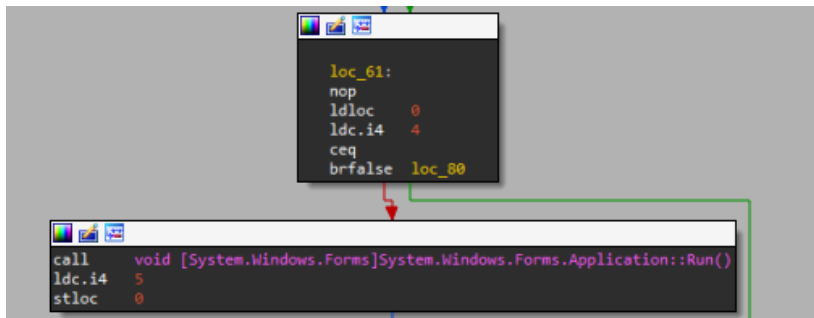 loc_61:
nop
ldloc 0
ldc.i4 4
ceq
brfalse loc_80
call void [System.Windows.Forms]System.Windows.Forms.Application::Run()
ldc.i4 5
stloc 0